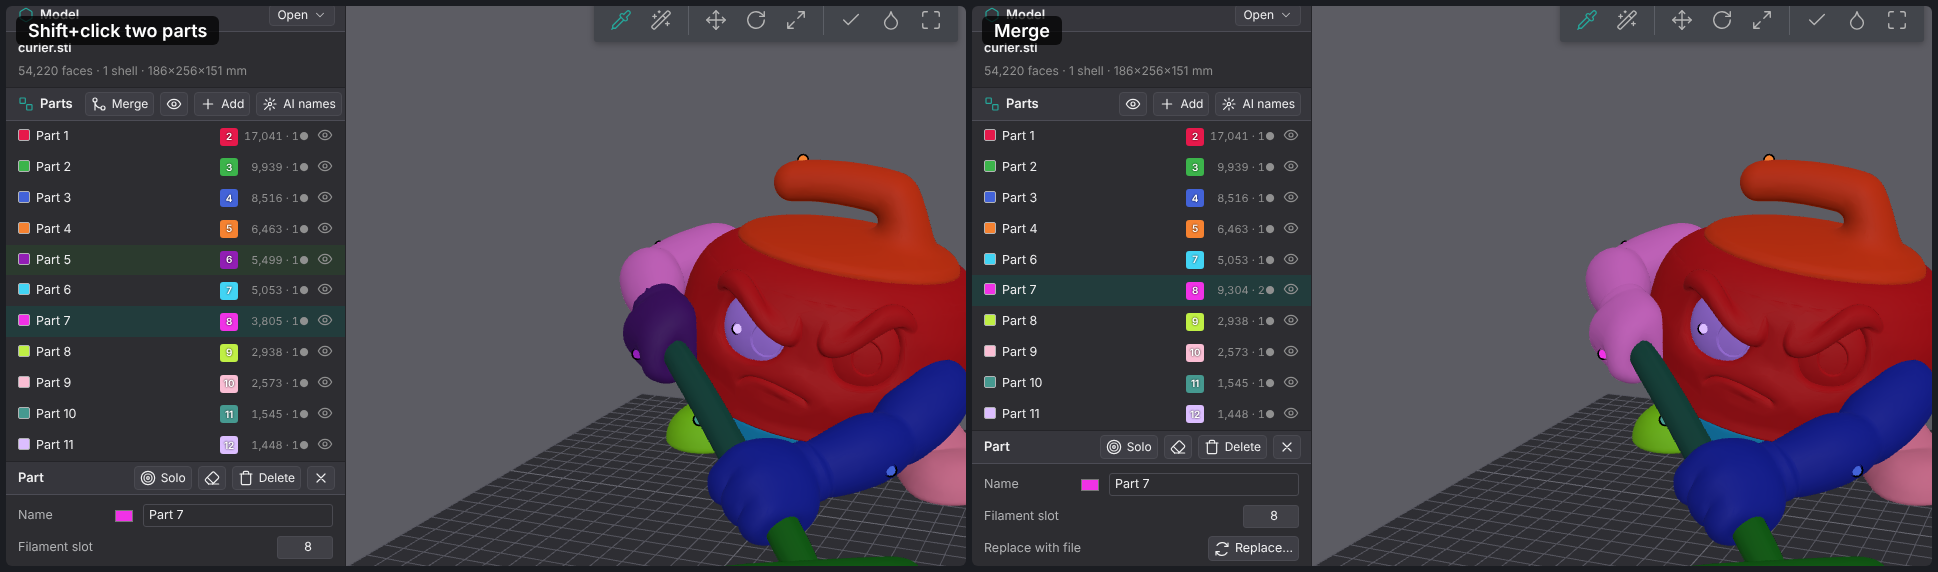 Model
Open
Shift+click two parts
curler.stl
54,220 faces · 1 shell · 186×256×151 mm
Parts
Merge
Add
AI names
Part 1 2 17,041 · 1
Part 2 3 9,939 · 1
Part 3 4 8,516 · 1
Part 4 5 6,463 · 1
Part 5 6 5,499 · 1
Part 6 7 5,053 · 1
Part 7 8 3,805 · 1
Part 8 9 2,938 · 1
Part 9 10 2,573 · 1
Part 10 11 1,545 · 1
Part 11 12 1,448 · 1
Part
Solo
Delete
Name Part 7
Filament slot 8
Model
Open
Merge
curler.stl
54,220 faces · 1 shell · 186×256×151 mm
Parts
Add
AI names
Part 1 2 17,041 · 1
Part 2 3 9,939 · 1
Part 3 4 8,516 · 1
Part 4 5 6,463 · 1
Part 6 7 5,053 · 1
Part 7 8 9,304 · 2
Part 8 9 2,938 · 1
Part 9 10 2,573 · 1
Part 10 11 1,545 · 1
Part 11 12 1,448 · 1
Part
Solo
Delete
Name Part 7
Filament slot 8
Replace with file Replace...